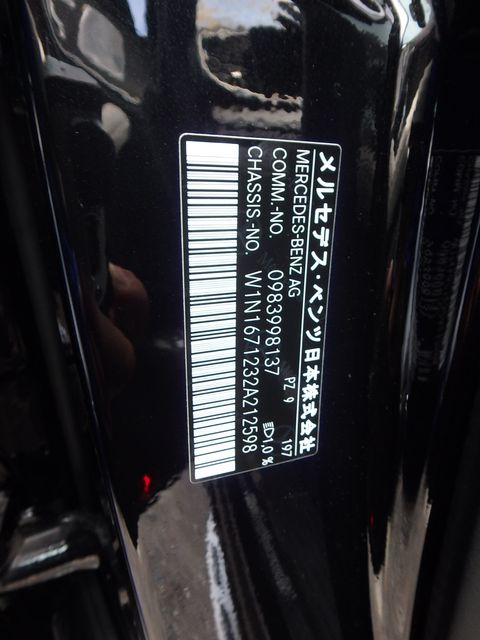 メルセデス・ベンツ日本株式会社
MERCEDES-BENZ AG 197
COMM.-NO. 0983998137 PZ 9 1,0 %
CHASSIS.-NO. W1N1671232A212598